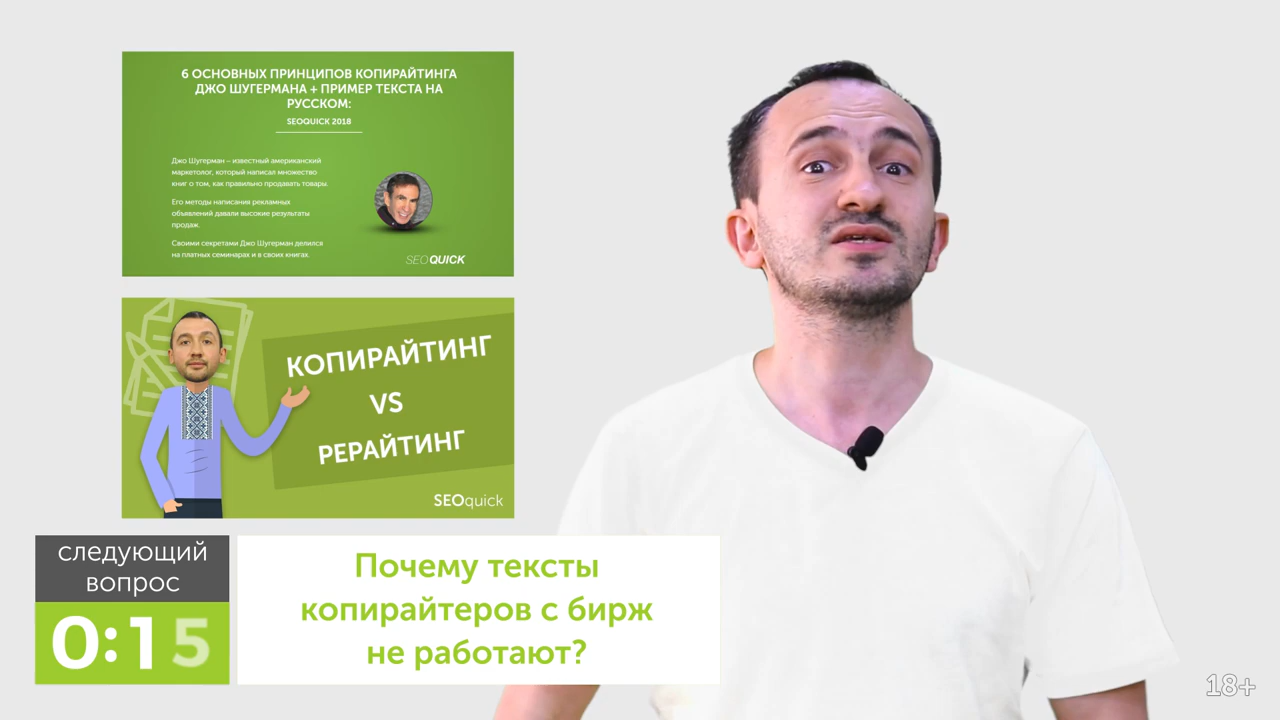 6 ОСНОВНЫХ ПРИНЦИПОВ КОПИРАЙТИНГА
ДЖО ШУГЕРМАНА + ПРИМЕР ТЕКСТА НА
РУССКОМ:
SEOQUICK 2018
Джо Шугерман – известный американский
маркетолог, который написал множество
книг о том, как правильно продавать товары.
Его методы написания рекламных
объявлений давали высокие результаты
продаж.
Своими секретами Джо Шугерман делился
на платных семинарах и в своих книгах.
SEOQUICK
КОПИРАЙТИНГ
VS
РЕРАЙТИНГ
SEOquick
следующий
вопрос
0:15
Почему тексты
копирайтеров с бирж
не работают?
18+